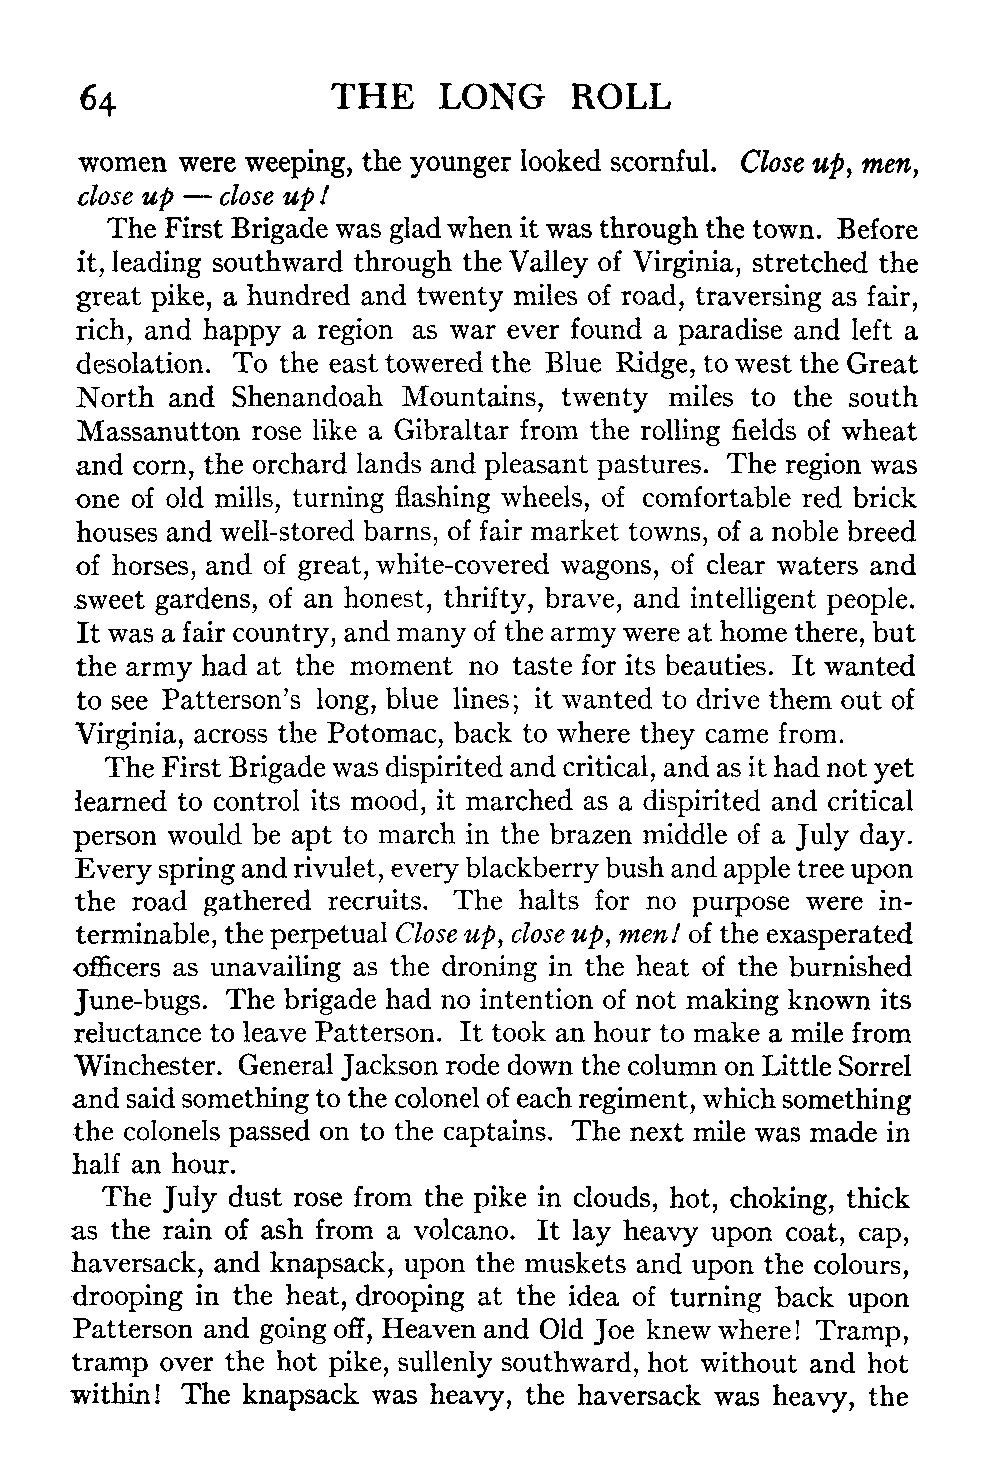 64 THE LONG ROLL
women were weeping, the younger looked scornful. Close up, men,
close up — close up!
The First Brigade was glad when it was through the town. Before
it, leading southward through the Valley of Virginia, stretched the
great pike, a hundred and twenty miles of road, traversing as fair,
rich, and happy a region as war ever found a paradise and left a
desolation. To the east towered the Blue Ridge, to west the Great
North and Shenandoah Mountains, twenty miles to the south
Massanutton rose like a Gibraltar from the rolling fields of wheat
and corn, the orchard lands and pleasant pastures. The region was
one of old mills, turning flashing wheels, of comfortable red brick
houses and well-stored barns, of fair market towns, of a noble breed
of horses, and of great, white-covered wagons, of clear waters and
sweet gardens, of an honest, thrifty, brave, and intelligent people.
It was a fair country, and many of the army were at home there, but
the army had at the moment no taste for its beauties. It wanted
to see Patterson's long, blue lines; it wanted to drive them out of
Virginia, across the Potomac, back to where they came from.
The First Brigade was dispirited and critical, and as it had not yet
learned to control its mood, it marched as a dispirited and critical
person would be apt to march in the brazen middle of a July day.
Every spring and rivulet, every blackberry bush and apple tree upon
the road gathered recruits. The halts for no purpose were in-
terminable, the perpetual Close up, close up, men! of the exasperated
officers as unavailing as the droning in the heat of the burnished
June-bugs. The brigade had no intention of not making known its
reluctance to leave Patterson. It took an hour to make a mile from
Winchester. General Jackson rode down the column on Little Sorrel
and said something to the colonel of each regiment, which something
the colonels passed on to the captains. The next mile was made in
half an hour.
The July dust rose from the pike in clouds, hot, choking, thick
as the rain of ash from a volcano. It lay heavy upon coat, cap,
haversack, and knapsack, upon the muskets and upon the colours,
drooping in the heat, drooping at the idea of turning back upon
Patterson and going off, Heaven and Old Joe knew where! Tramp,
tramp over the hot pike, sullenly southward, hot without and hot
within! The knapsack was heavy, the haversack was heavy, the